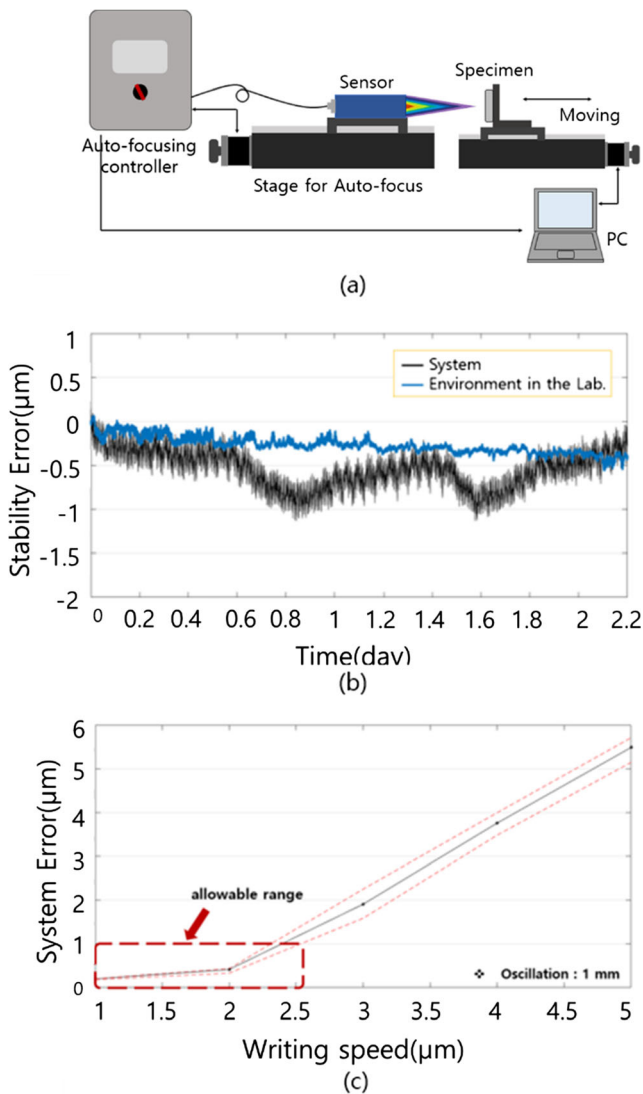 Sensor
Specimen
Moving
Auto-focusing
controller
Stage for Auto-focus
PC
(a)
Stability Error(μm)
1
0.5
0
-0.5
-1
-1.5
-2
System
Environment in the Lab.
0 0.2 0.4 0.6 0.8 1 1.2 1.4 1.6 1.8 2 2.2
Time(day)
(b)
System Error(μm)
6
5
4
3
2
1
0
allowable range
❖ Oscillation : 1 mm
1 1.5 2 2.5 3 3.5 4 4.5 5
Writing speed(μm)
(c)